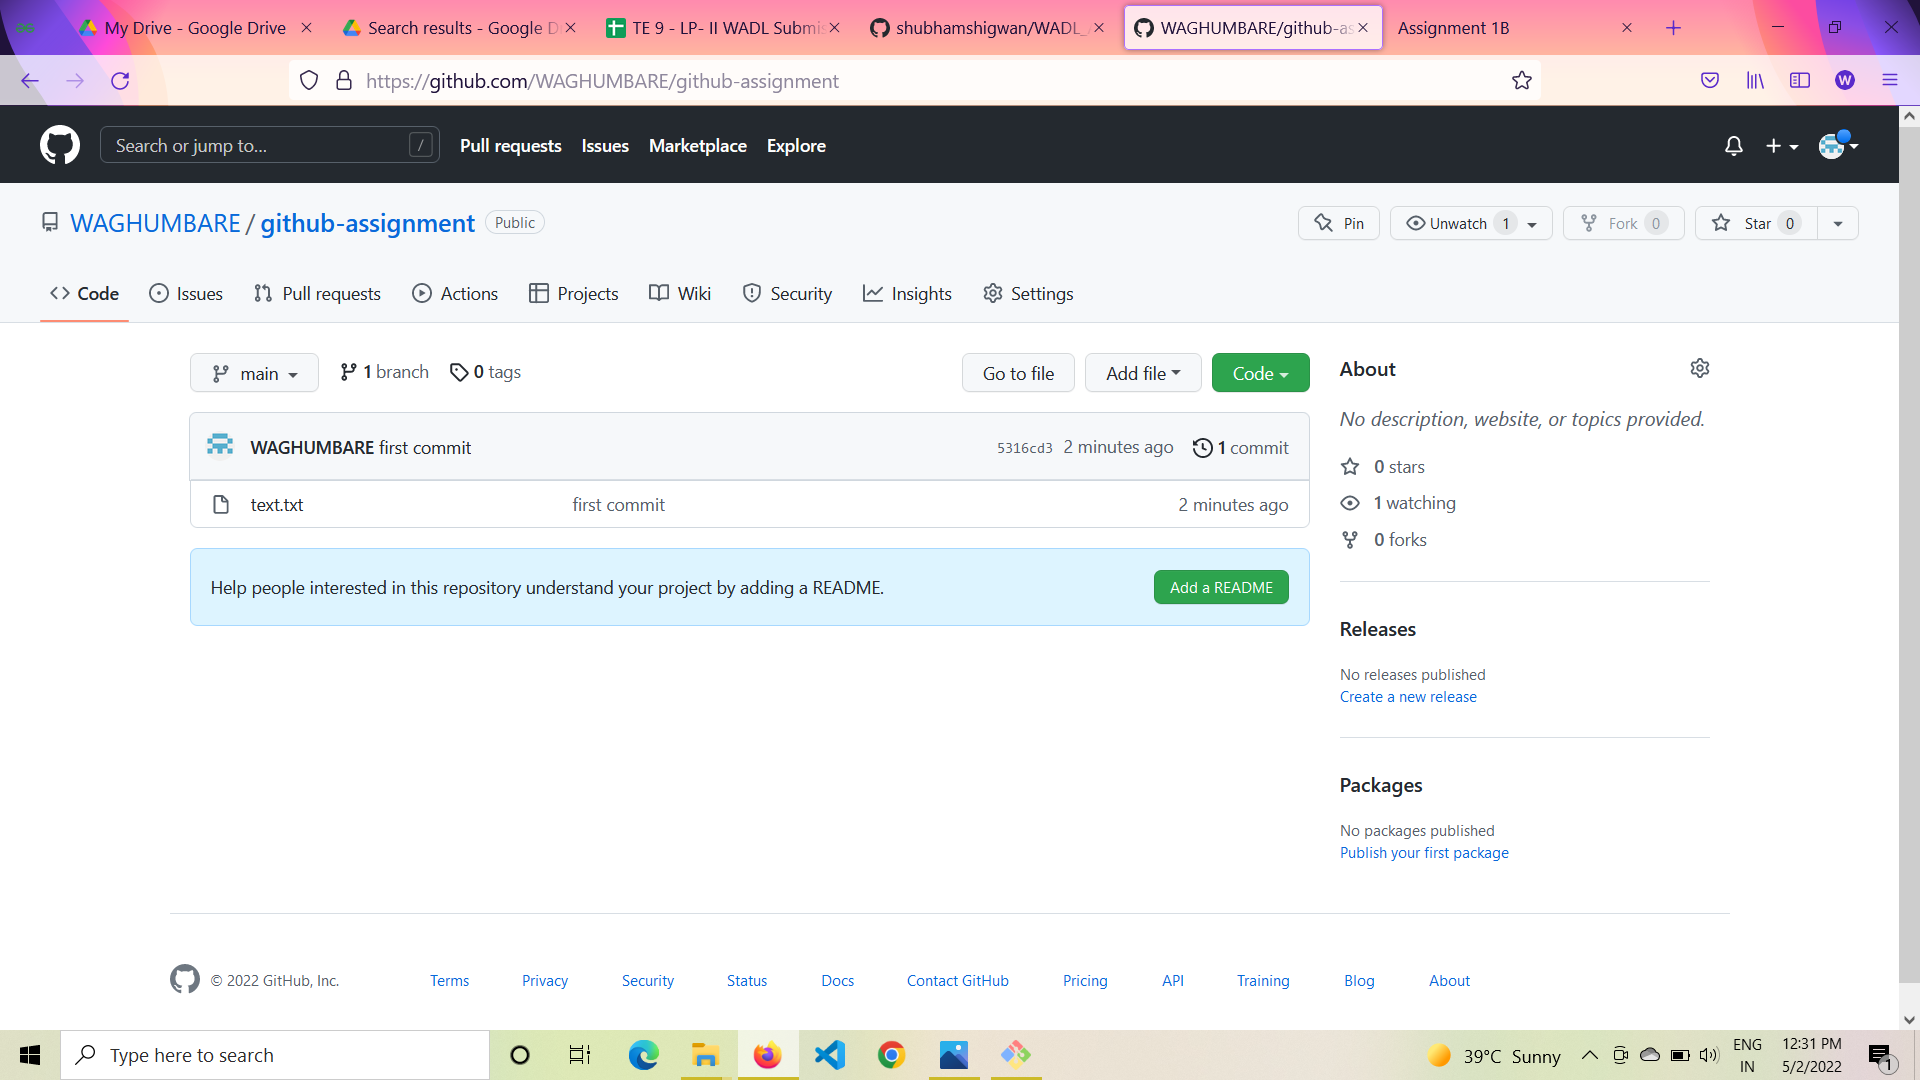 My Drive - Google Drive
Search results - Google D
TE 9 - LP- II WADL Submis
shubhamshigwan/WADL_
WAGHUMBARE/github-as
Assignment 1B
https://github.com/WAGHUMBARE/github-assignment
W
Search or jump to... /
Pull requests Issues Marketplace Explore
WAGHUMBARE / github-assignment Public
Pin Unwatch 1 Fork 0 Star 0
Code Issues Pull requests Actions Projects Wiki Security Insights Settings
main 1 branch 0 tags Go to file Add file Code
WAGHUMBARE first commit 5316cd3 2 minutes ago 1 commit
text.txt first commit 2 minutes ago
Help people interested in this repository understand your project by adding a README. Add a README
About
No description, website, or topics provided.
0 stars
1 watching
0 forks
Releases
No releases published
Create a new release
Packages
No packages published
Publish your first package
© 2022 GitHub, Inc. Terms Privacy Security Status Docs Contact GitHub Pricing API Training Blog About
Type here to search
39°C Sunny
ENG
IN
12:31 PM
5/2/2022
1